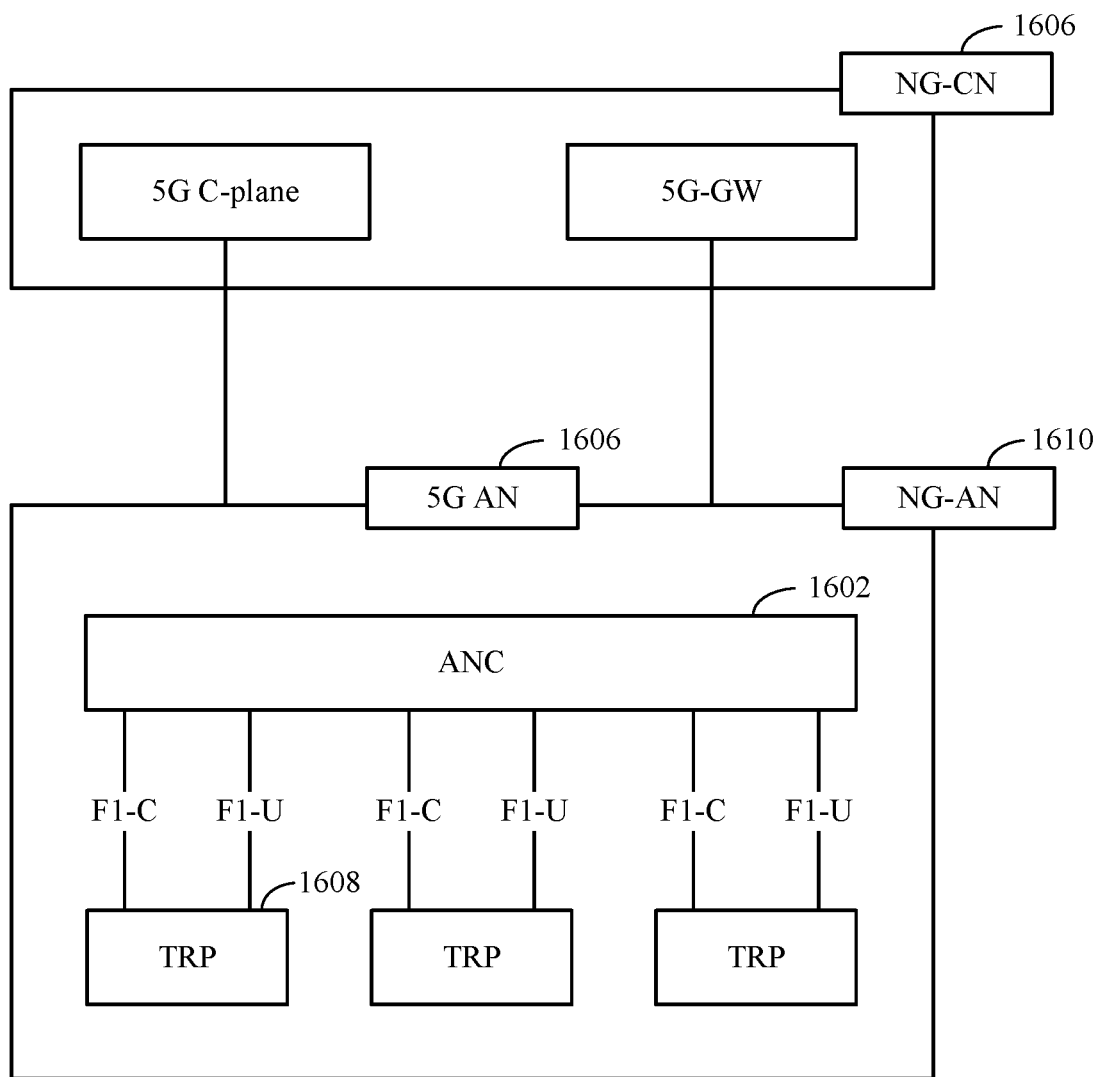 1606
NG-CN
5G C-plane
5G-GW
1606
1610
5G AN
NG-AN
1602
ANC
F1-C
F1-U
F1-C
F1-U
F1-C
F1-U
1608
TRP
TRP
TRP